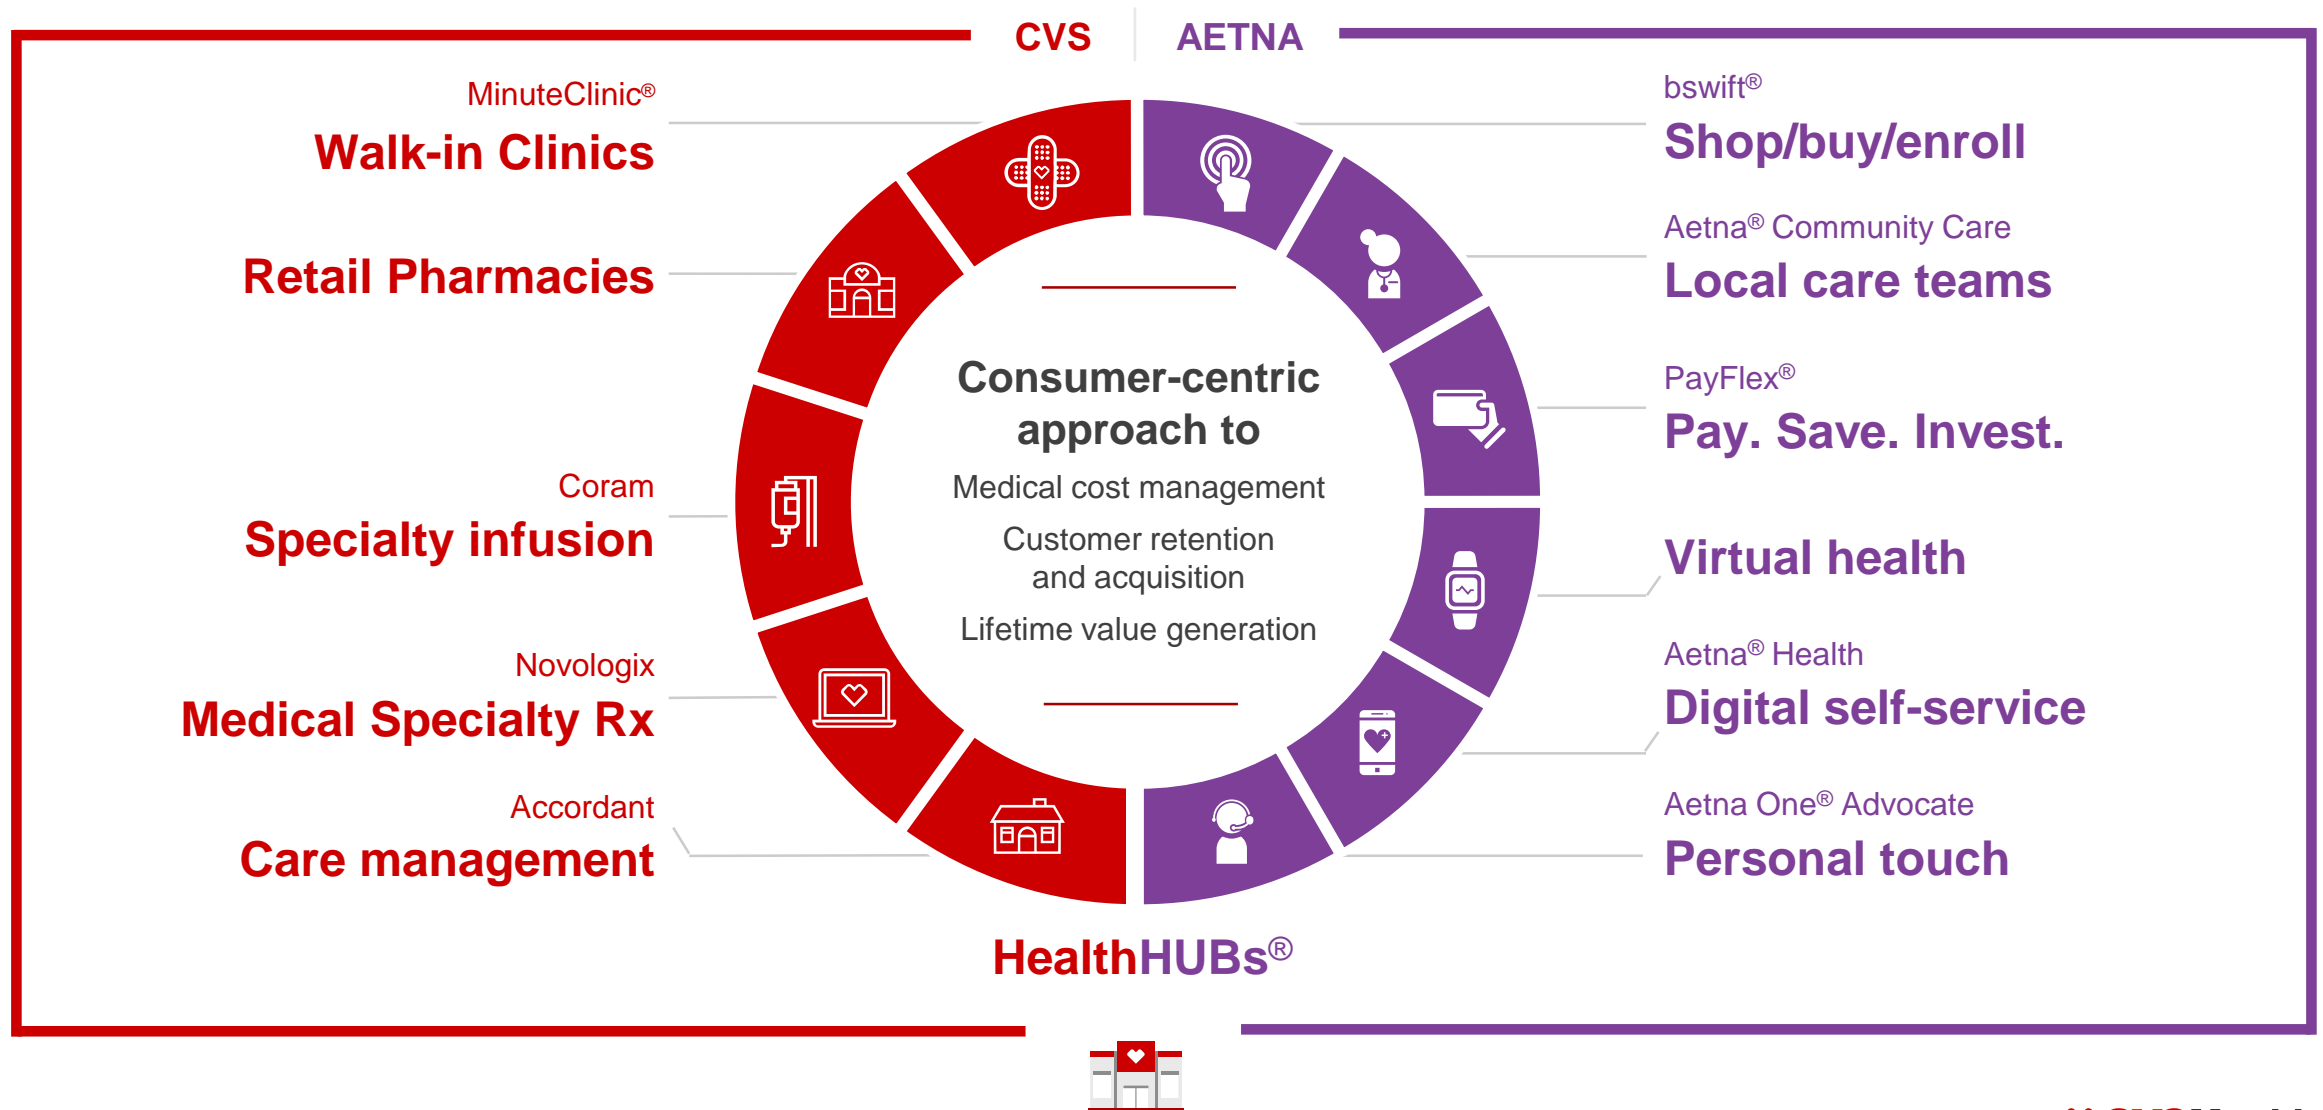 CVS
AETNA
MinuteClinic®
Walk-in Clinics
Retail Pharmacies
Coram
Specialty infusion
Novologix
Medical Specialty Rx
Accordant
Care management
Consumer-centric
approach to
Medical cost management
Customer retention
and acquisition
Lifetime value generation
bswift®
Shop/buy/enroll
Aetna® Community Care
Local care teams
PayFlex®
Pay. Save. Invest.
Virtual health
Aetna® Health
Digital self-service
Aetna One® Advocate
Personal touch
HealthHUBs®